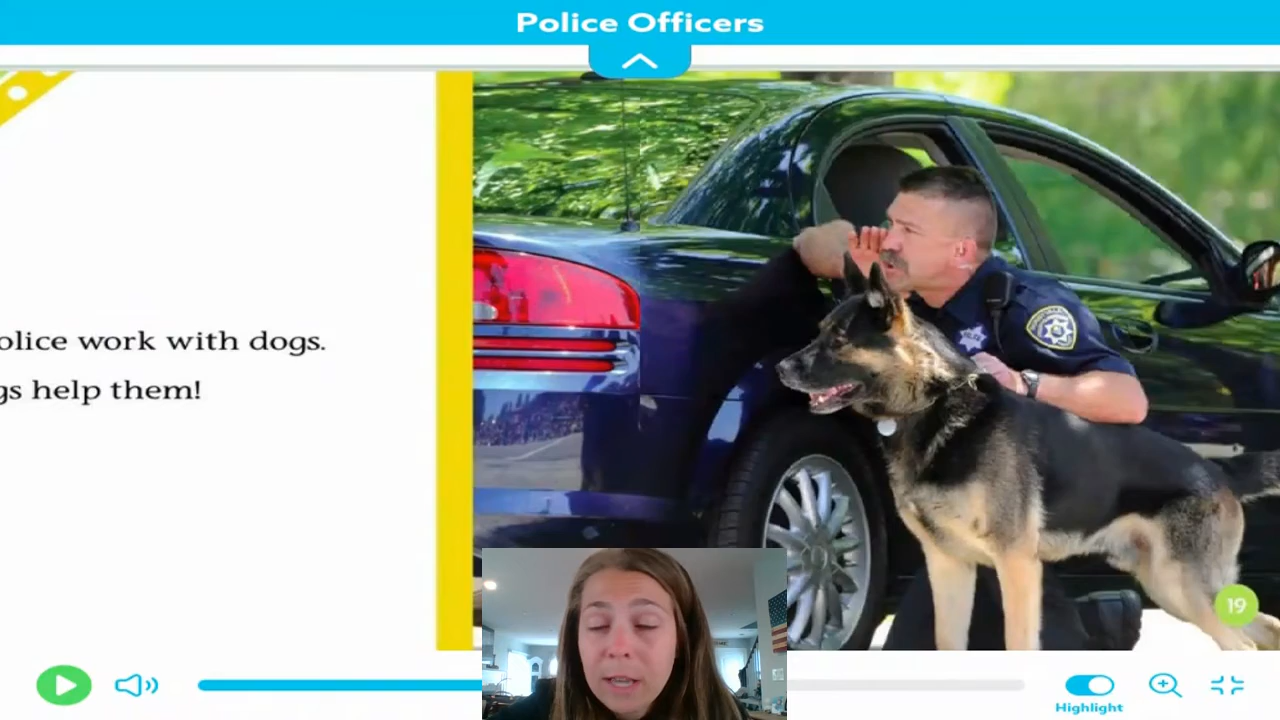 Police Officers
olice work with dogs.
gs help them!
19
Highlight